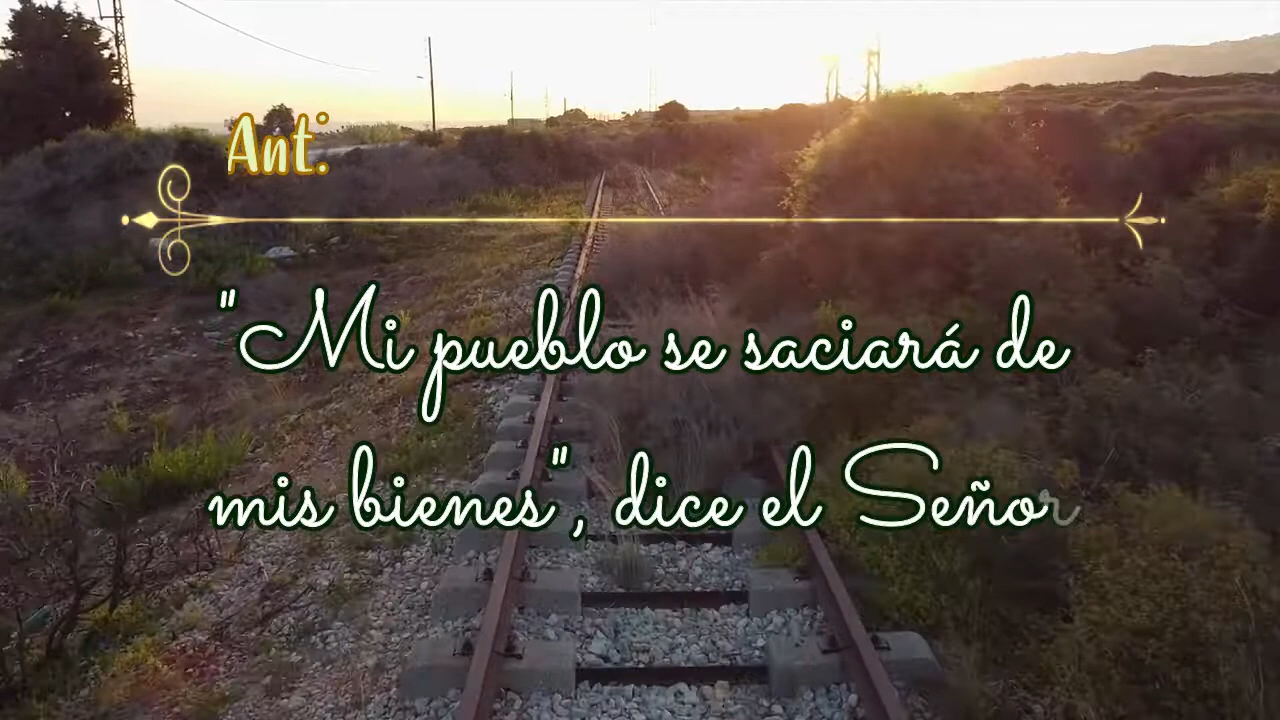 Ant:
"Mi pueblo se saciará de
mis bienes", dice el Señor